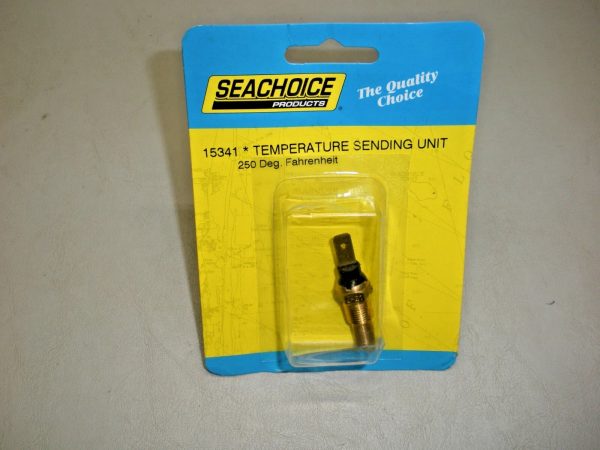 SEACHOICE
PRODUCTS
®
The Quality
Choice
15341 * TEMPERATURE SENDING UNIT
250 Deg. Fahrenheit